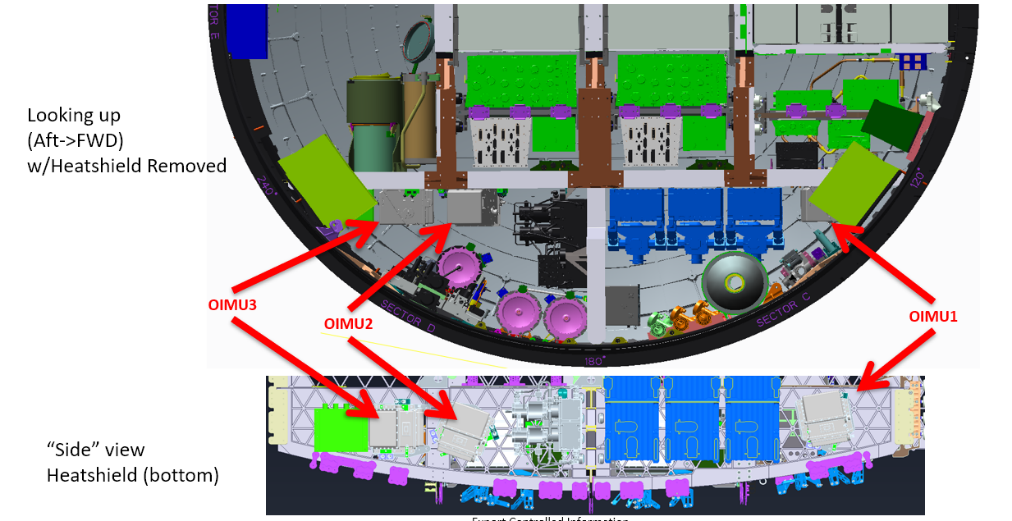 TOR E
Looking up
(Aft->FWD)
w/Heatshield Removed
240°
120°
OIMU3
OIMU2
OIMU1
SECTOR D
SECTOR C
180°
“Side” view
Heatshield (bottom)
Export Controlled Information